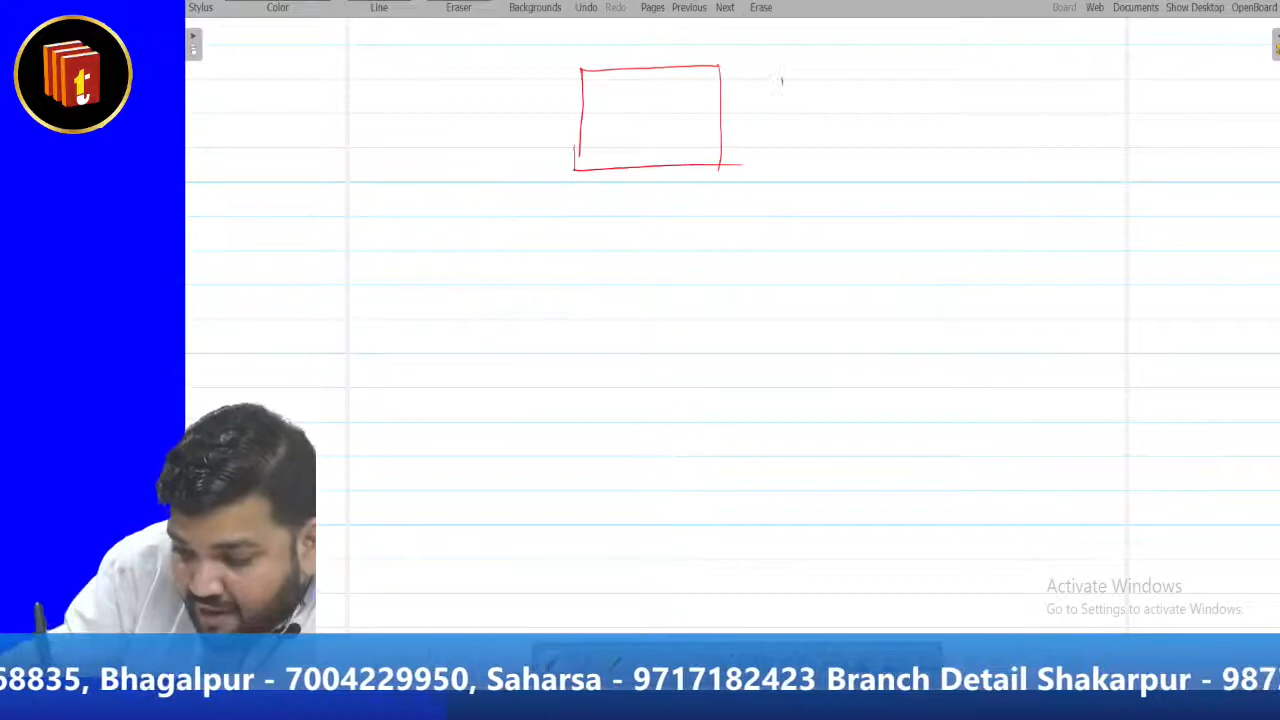 Stylus Color Line Eraser Backgrounds Undo Redo Pages Previous Next Erase Board Web Documents Show Desktop OpenBoard
t
Activate Windows
Go to Settings to activate Windows.
68835, Bhagalpur - 7004229950, Saharsa - 9717182423 Branch Detail Shakarpur - 987